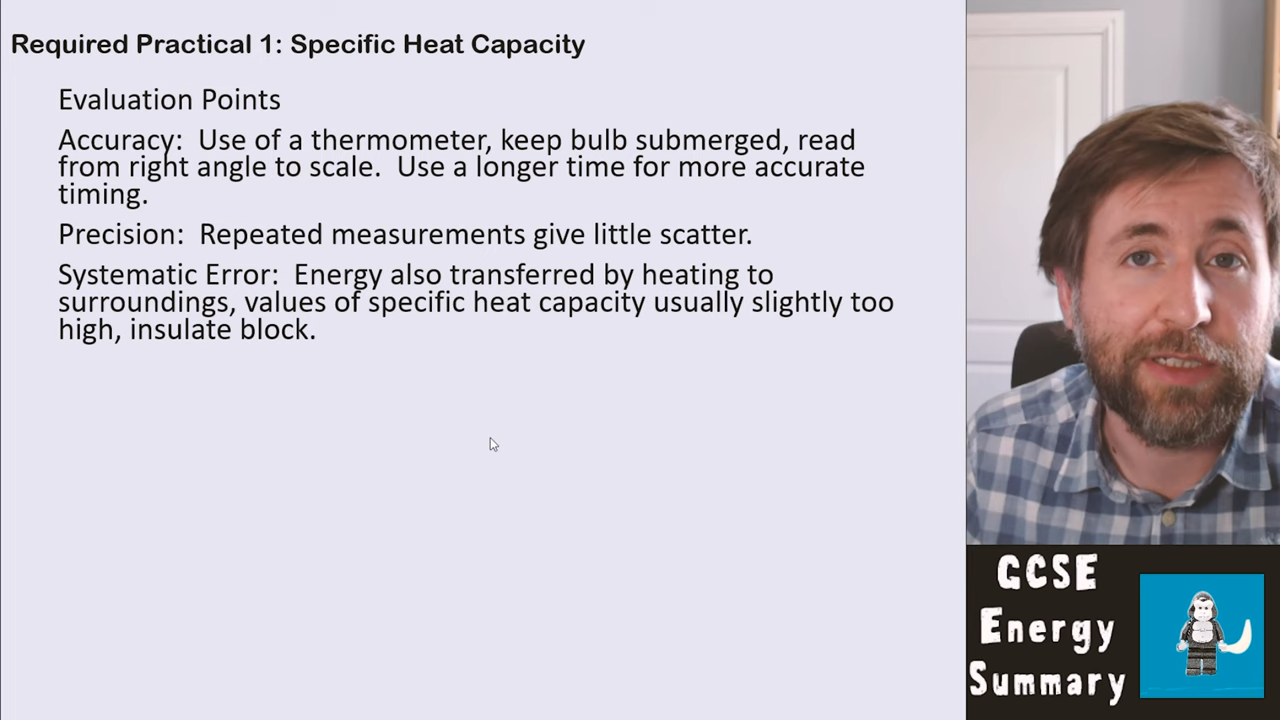 Required Practical 1: Specific Heat Capacity
Evaluation Points
Accuracy:  Use of a thermometer, keep bulb submerged, read
from right angle to scale.  Use a longer time for more accurate
timing.
Precision:  Repeated measurements give little scatter.
Systematic Error:  Energy also transferred by heating to
surroundings, values of specific heat capacity usually slightly too
high, insulate block.
GCSE
Energy
Summary